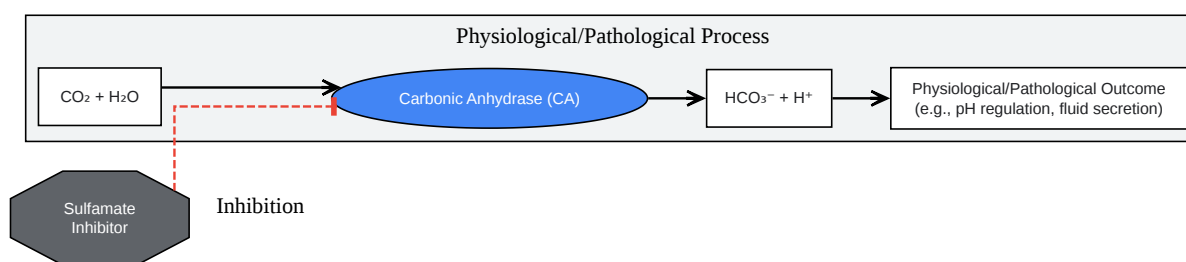 Physiological/Pathological Process
CO₂ + H₂O
Carbonic Anhydrase (CA)
HCO₃⁻ + H⁺
Physiological/Pathological Outcome
(e.g., pH regulation, fluid secretion)
Sulfamate
Inhibitor
Inhibition